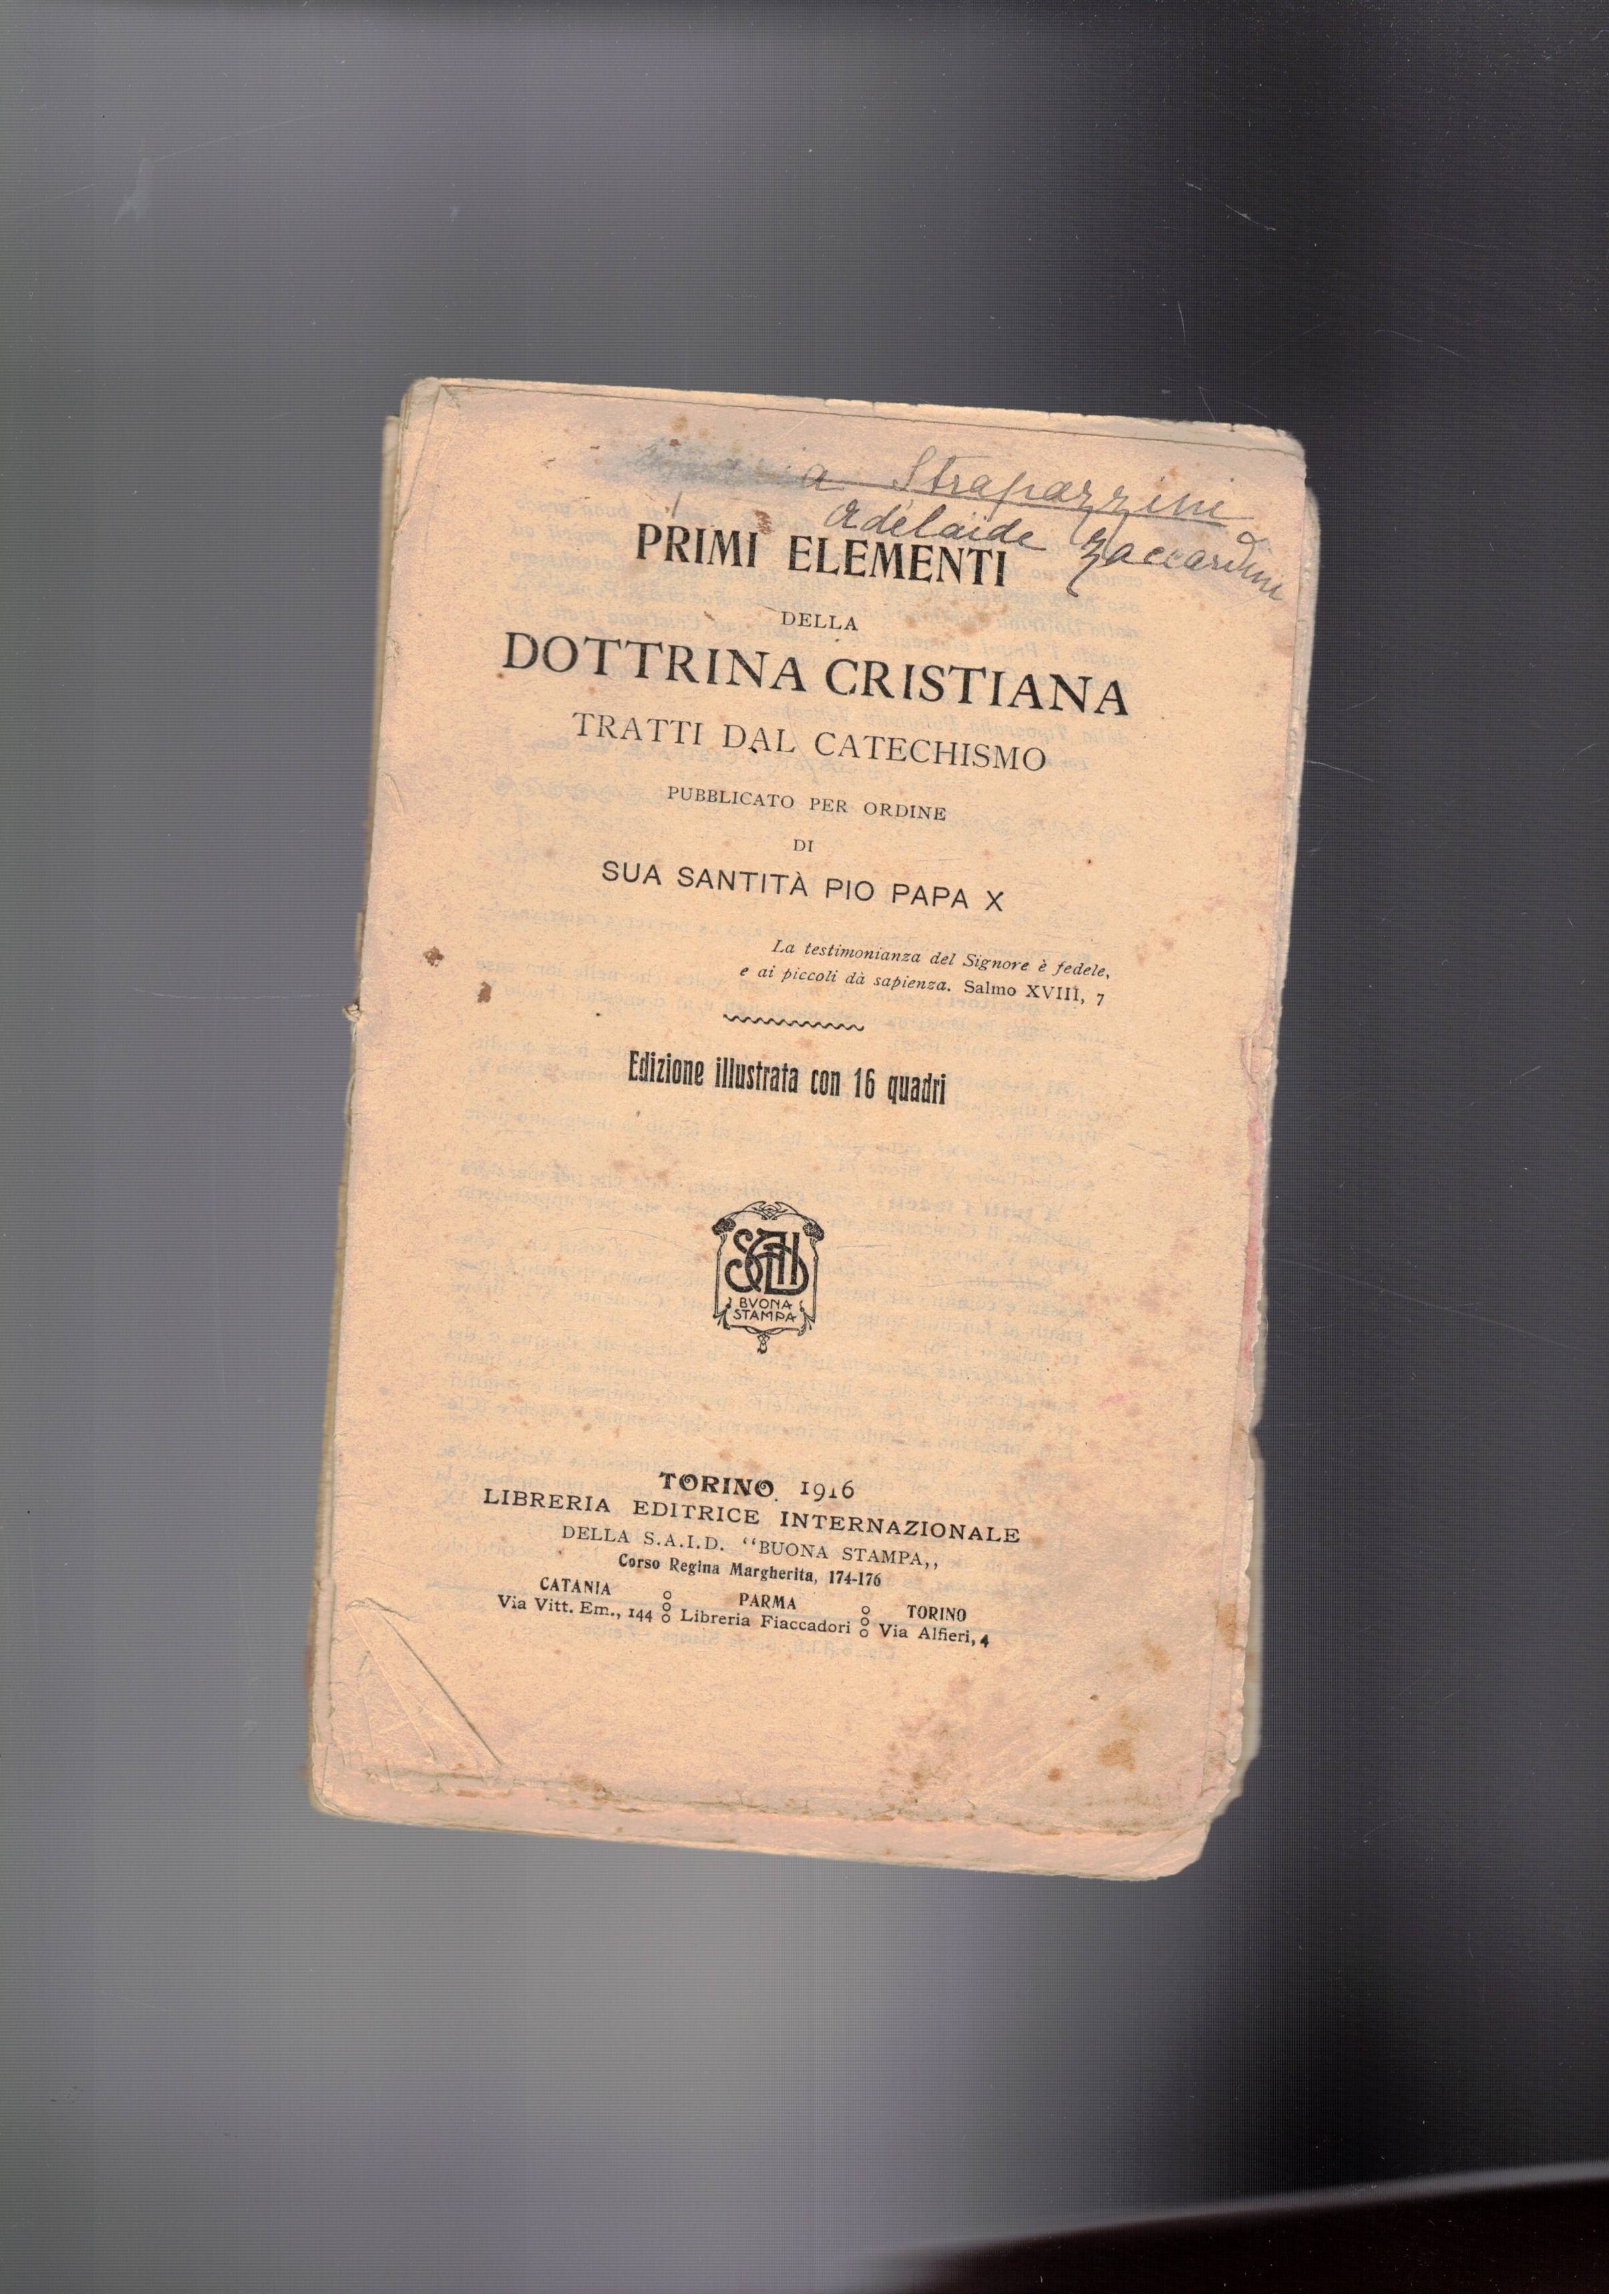 a Strapazzini
Adelaide Zaccardini
PRIMI ELEMENTI
DELLA
DOTTRINA CRISTIANA
TRATTI DAL CATECHISMO
PUBBLICATO PER ORDINE
DI
SUA SANTITÀ PIO PAPA X
La testimonianza del Signore è fedele,
e ai piccoli dà sapienza. Salmo XVIII, 7
Edizione illustrata con 16 quadri
SAID
BVONA
STAMPA
TORINO 1916
LIBRERIA EDITRICE INTERNAZIONALE
DELLA S.A.I.D. "BUONA STAMPA,,
Corso Regina Margherita, 174-176
CATANIA PARMA TORINO
Via Vitt. Em., 144 Libreria Fiaccadori Via Alfieri, 4